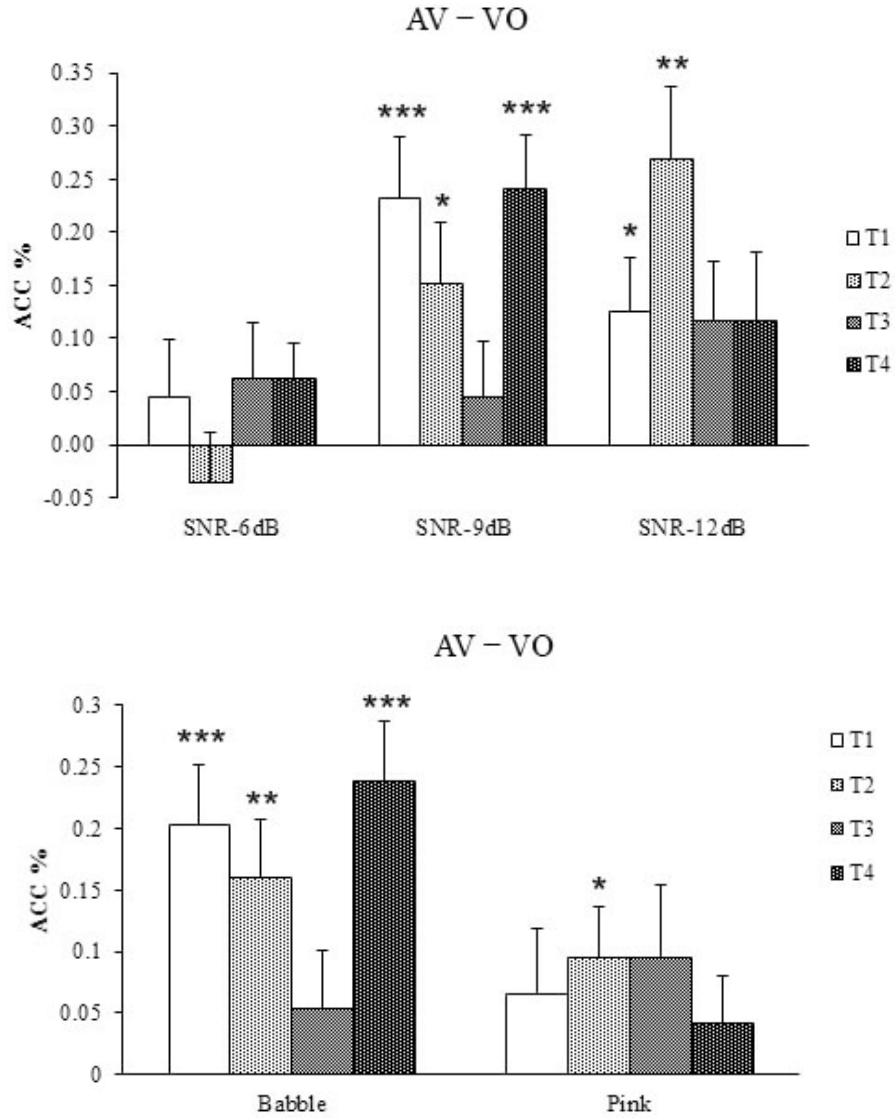 AV – VO
0.35
0.30
0.25
0.20
0.15
0.10
0.05
0.00
-0.05
ACC %
***
*
***
*
**
SNR-6dB
SNR-9dB
SNR-12dB
T1
T2
T3
T4
AV – VO
0.3
0.25
0.2
0.15
0.1
0.05
0
ACC %
***
**
***
*
Babble
Pink
T1
T2
T3
T4